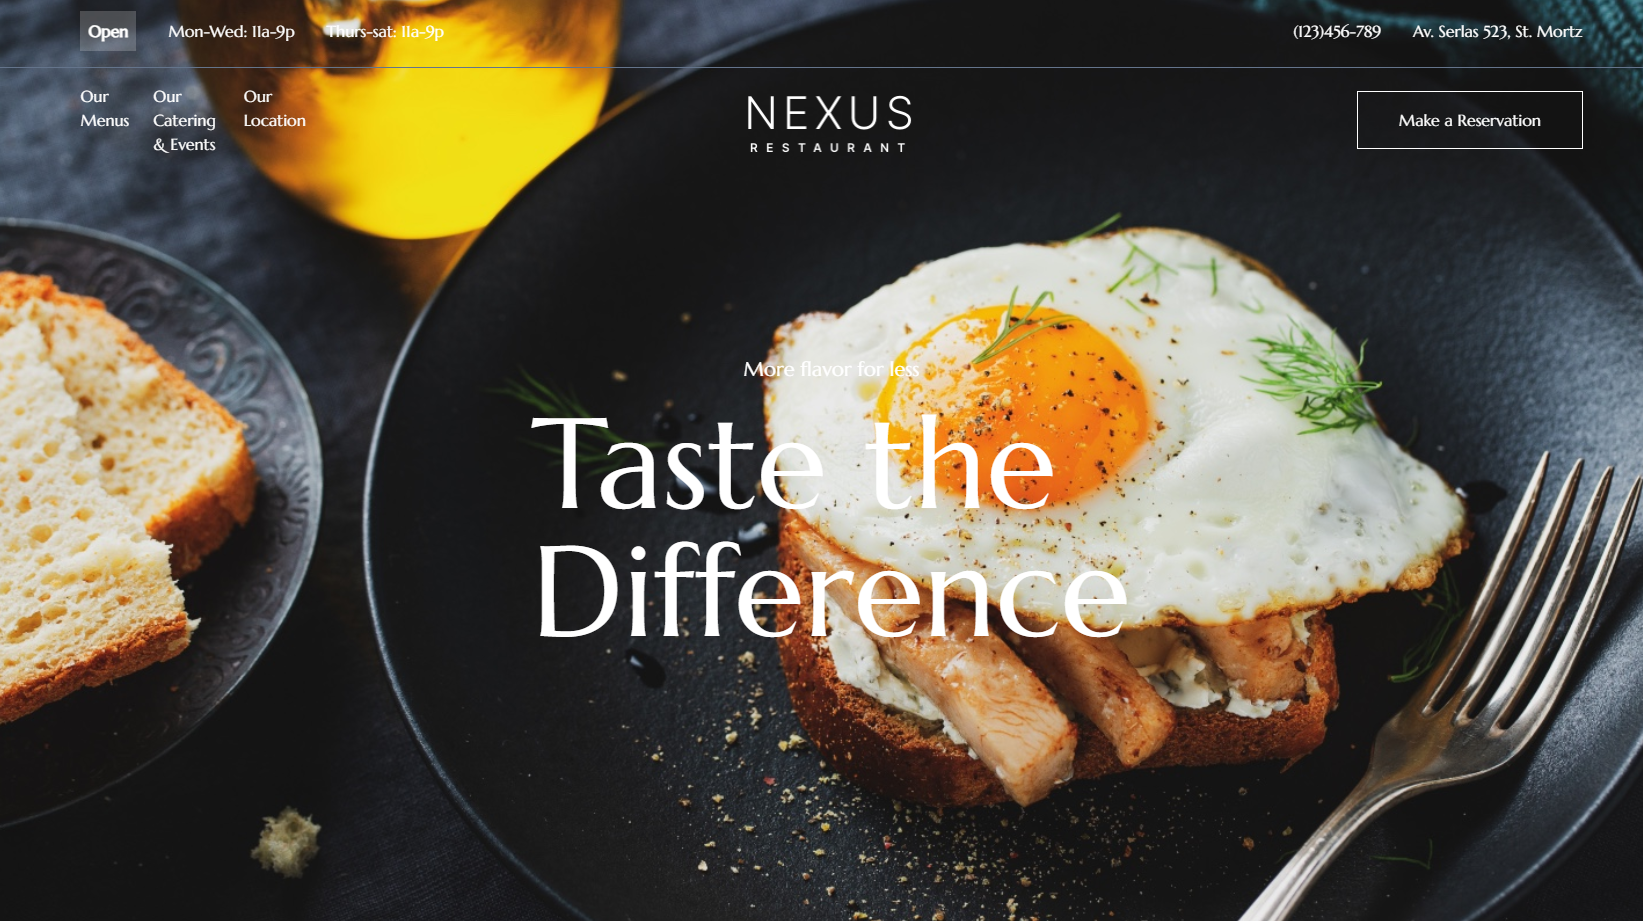 Open Mon-Wed: 11a-9p Thurs-sat: 11a-9p (123)456-789 Av. Serlas 523, St. Mortz
Our Menus
Our Catering & Events
Our Location
NEXUS
RESTAURANT
Make a Reservation
More flavor for less
Taste the
Difference